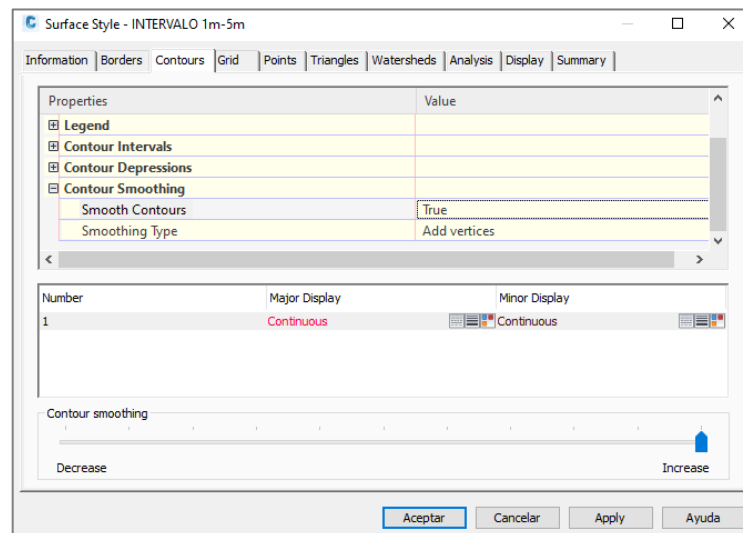 Surface Style - INTERVALO 1m-5m
Information Borders Contours Grid Points Triangles Watersheds Analysis Display Summary
Properties Value
Legend
Contour Intervals
Contour Depressions
Contour Smoothing
Smooth Contours True
Smoothing Type Add vertices
Number Major Display Minor Display
1 Continuous Continuous
Contour smoothing
Decrease Increase
Aceptar Cancelar Apply Ayuda